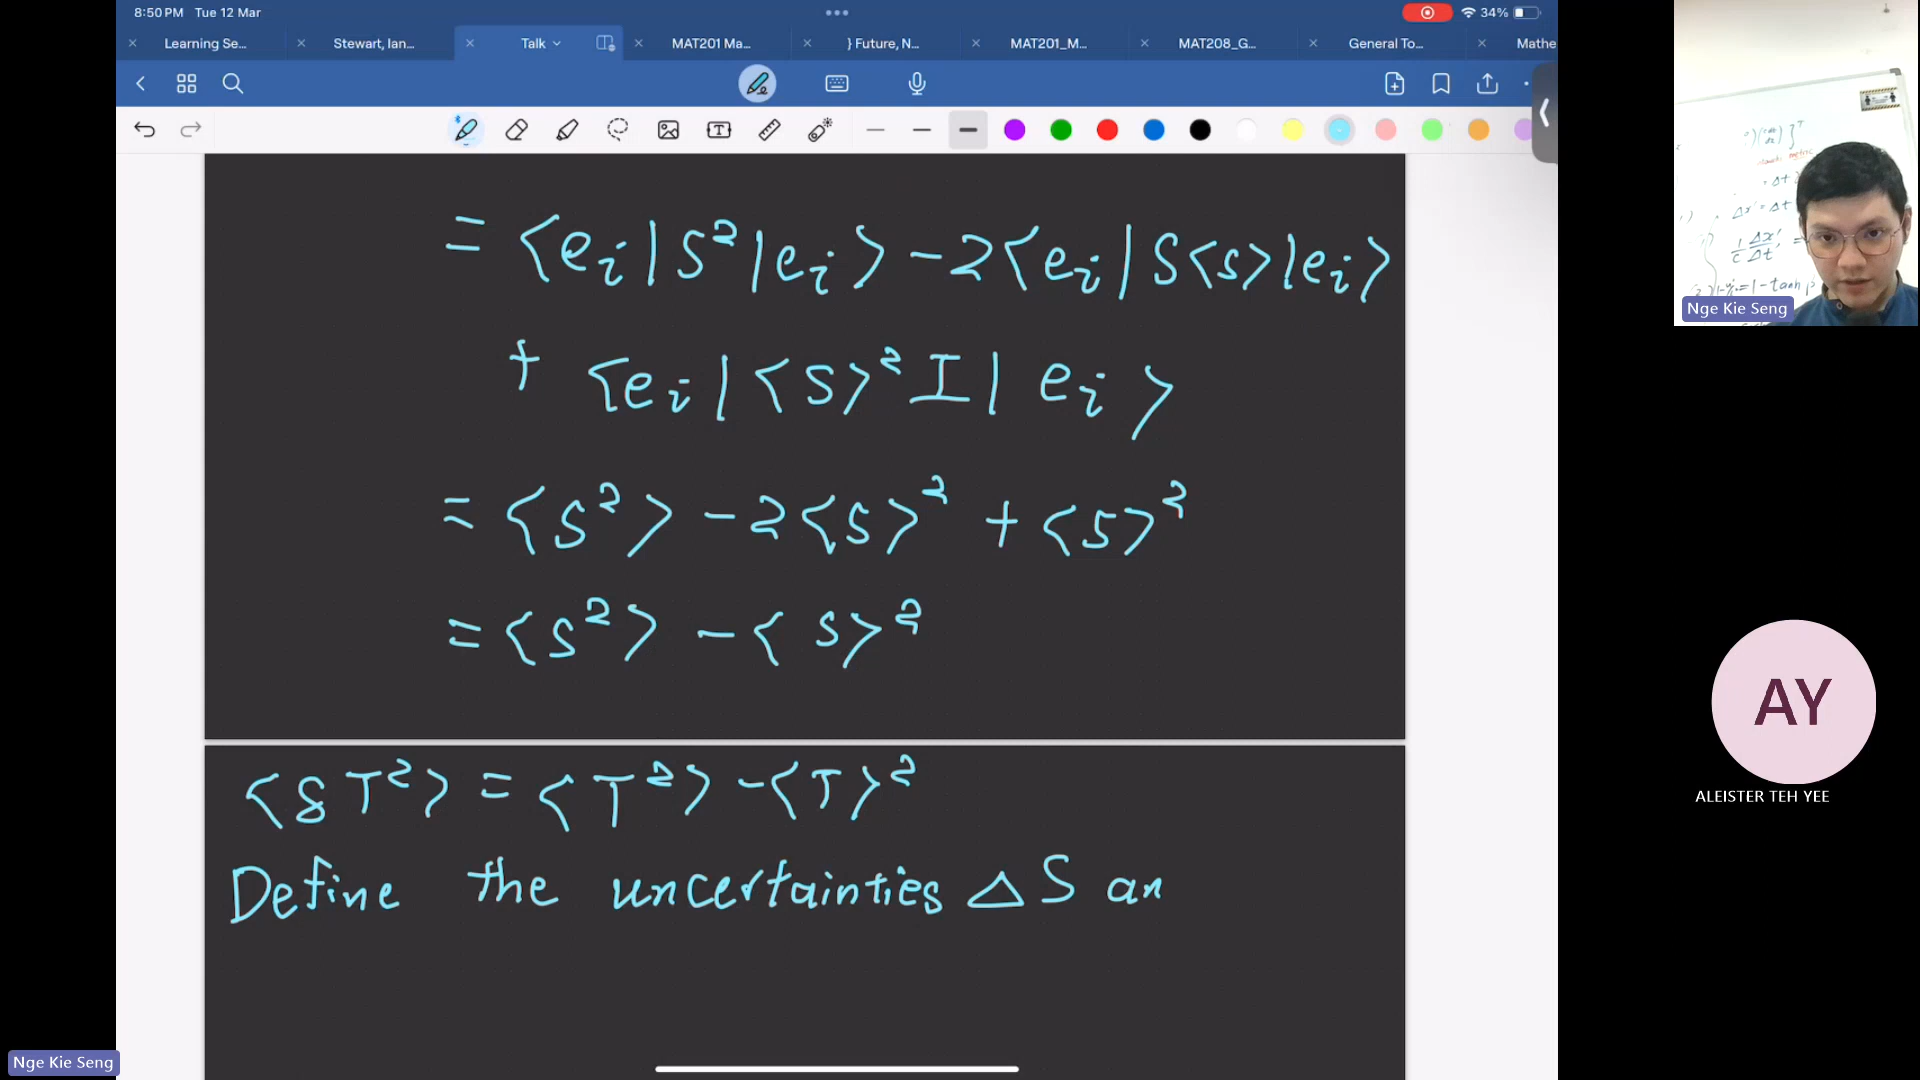 8:50 PM Tue 12 Mar
34%
Learning Se...
Stewart, Ian...
Talk
MAT201 Ma...
} Future, N...
MAT201_M...
MAT208_G...
General To...
Mathe
= ⟨eᵢ|S²|eᵢ⟩ − 2⟨eᵢ|S⟨S⟩|eᵢ⟩
+ ⟨eᵢ|⟨S⟩² I|eᵢ⟩
= ⟨S²⟩ − 2⟨S⟩² + ⟨S⟩²
= ⟨S²⟩ − ⟨S⟩²
⟨δT²⟩ = ⟨T²⟩ − ⟨T⟩²
Define the uncertainties ΔS an
Nge Kie Seng
AY
ALEISTER TEH YEE
Nge Kie Seng